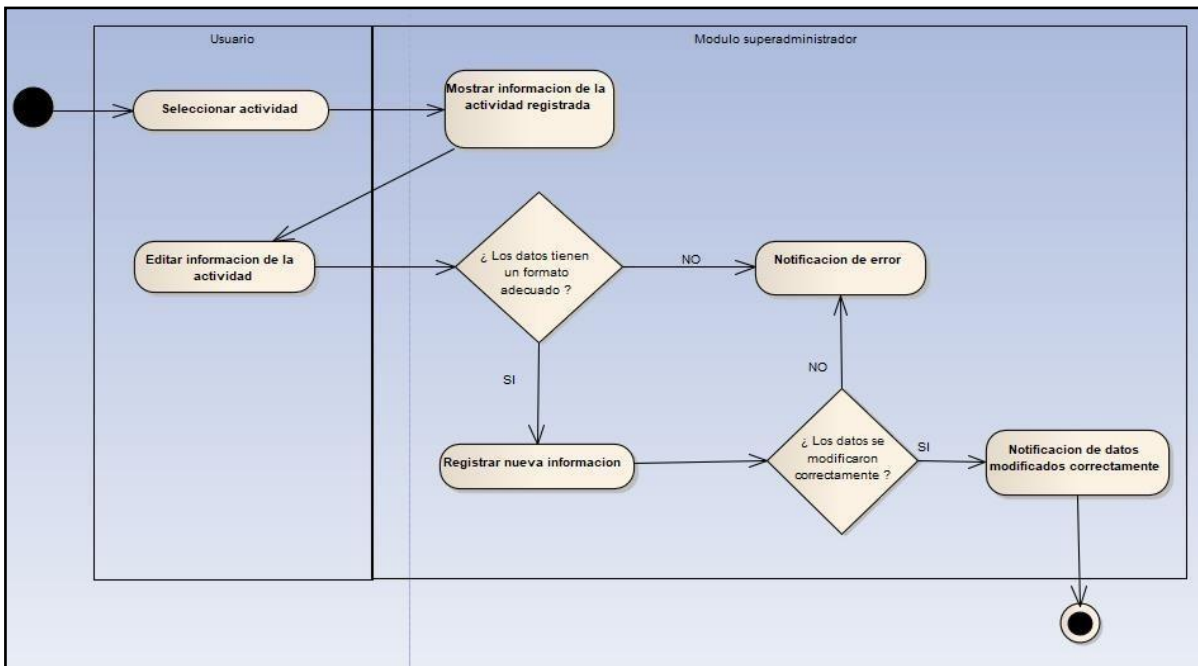 Usuario
Modulo superadministrador
Seleccionar actividad
Mostrar informacion de la
actividad registrada
Editar informacion de la
actividad
¿ Los datos tienen
un formato
adecuado ?
NO
Notificacion de error
SI
NO
Registrar nueva informacion
¿ Los datos se
modificaron
correctamente ?
SI
Notificacion de datos
modificados correctamente